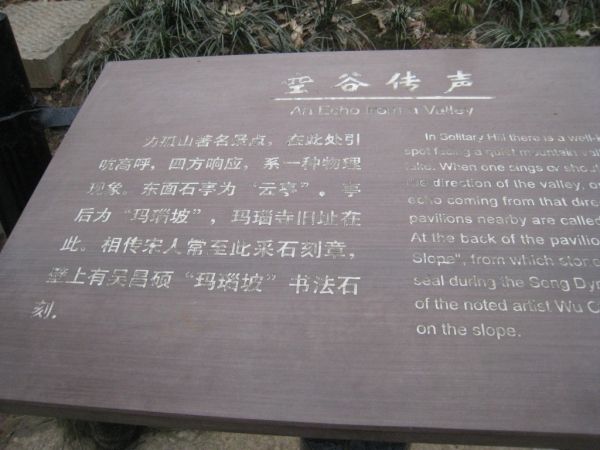 空谷传声
An Echo from a Valley
为孤山著名景点，在此处引
吭高呼，四方响应，系一种物理
现象。东面石亭为“云亭”。亭
后为“玛瑙坡”，玛瑙寺旧址在
此。相传宋人常至此采石刻章，
壁上有吴昌硕“玛瑙坡”书法石
刻.
In Solitary Hill there is a well-k
spot facing a quiet mountain valle
lake. When one sings or shou
the direction of the valley, o
echo coming from that dire
pavilions nearby are called
At the back of the pavilio
Slope", from which stor
seal during the Song Dyn
of the noted artist Wu C
on the slope.